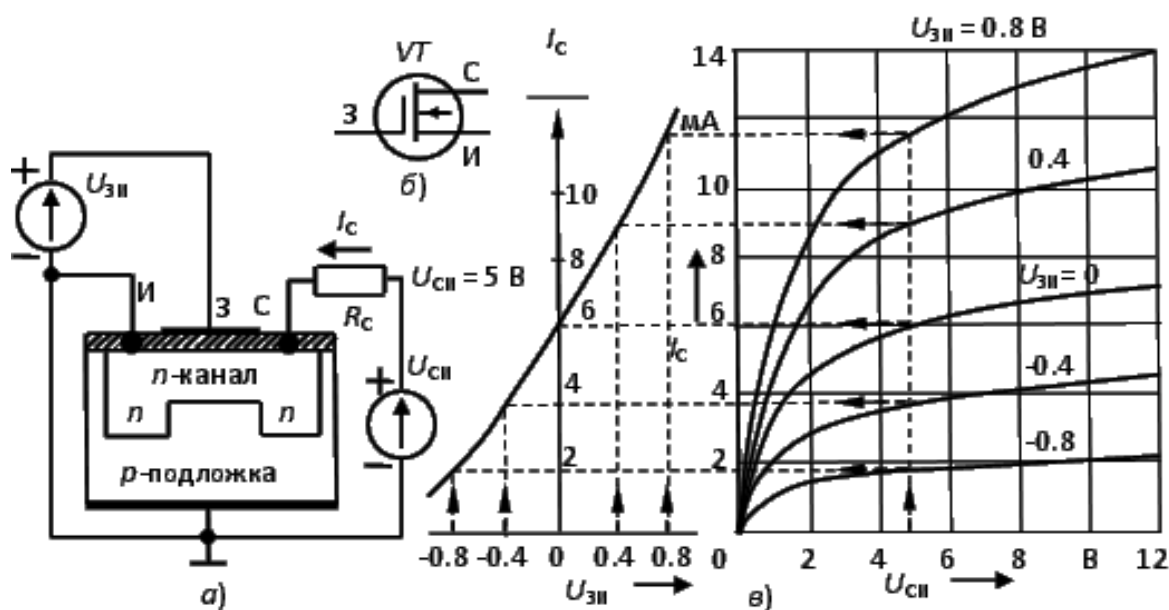 U_ЗИ = 0.8 В
VT
С
З
И
б)
I_С
мА
14
10
8
6
4
2
0
0.4
U_ЗИ = 0
-0.4
-0.8
10
8
6
4
2
I_С
+
U_ЗИ
−
И
З
С
I_С
R_С
U_СИ = 5 В
+
U_СИ
−
n-канал
n
n
p-подложка
а)
-0.8
-0.4
0
0.4
0.8
U_ЗИ
2
4
6
8
В
12
U_СИ
в)